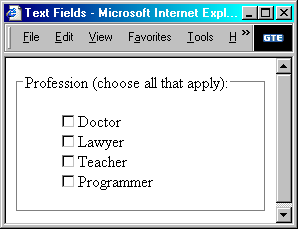 Text Fields - Microsoft Internet Expl...
File Edit View Favorites Tools H »
GTE
Profession (choose all that apply):
Doctor
Lawyer
Teacher
Programmer